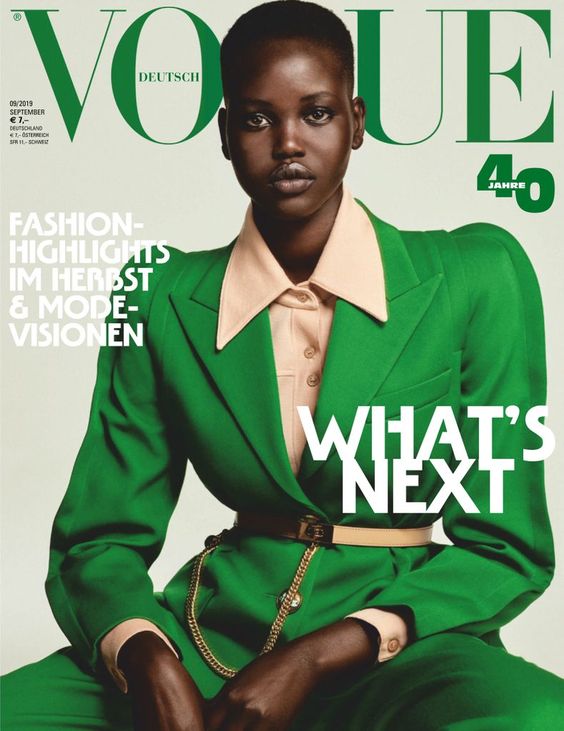 ®
VOGUE
DEUTSCH
09/2019
SEPTEMBER
€ 7,–
DEUTSCHLAND
€ 7,- ÖSTERREICH
SFR 11,- SCHWEIZ
40
JAHRE
FASHION-
HIGHLIGHTS
IM HERBST
& MODE-
VISIONEN
WHAT'S
NEXT